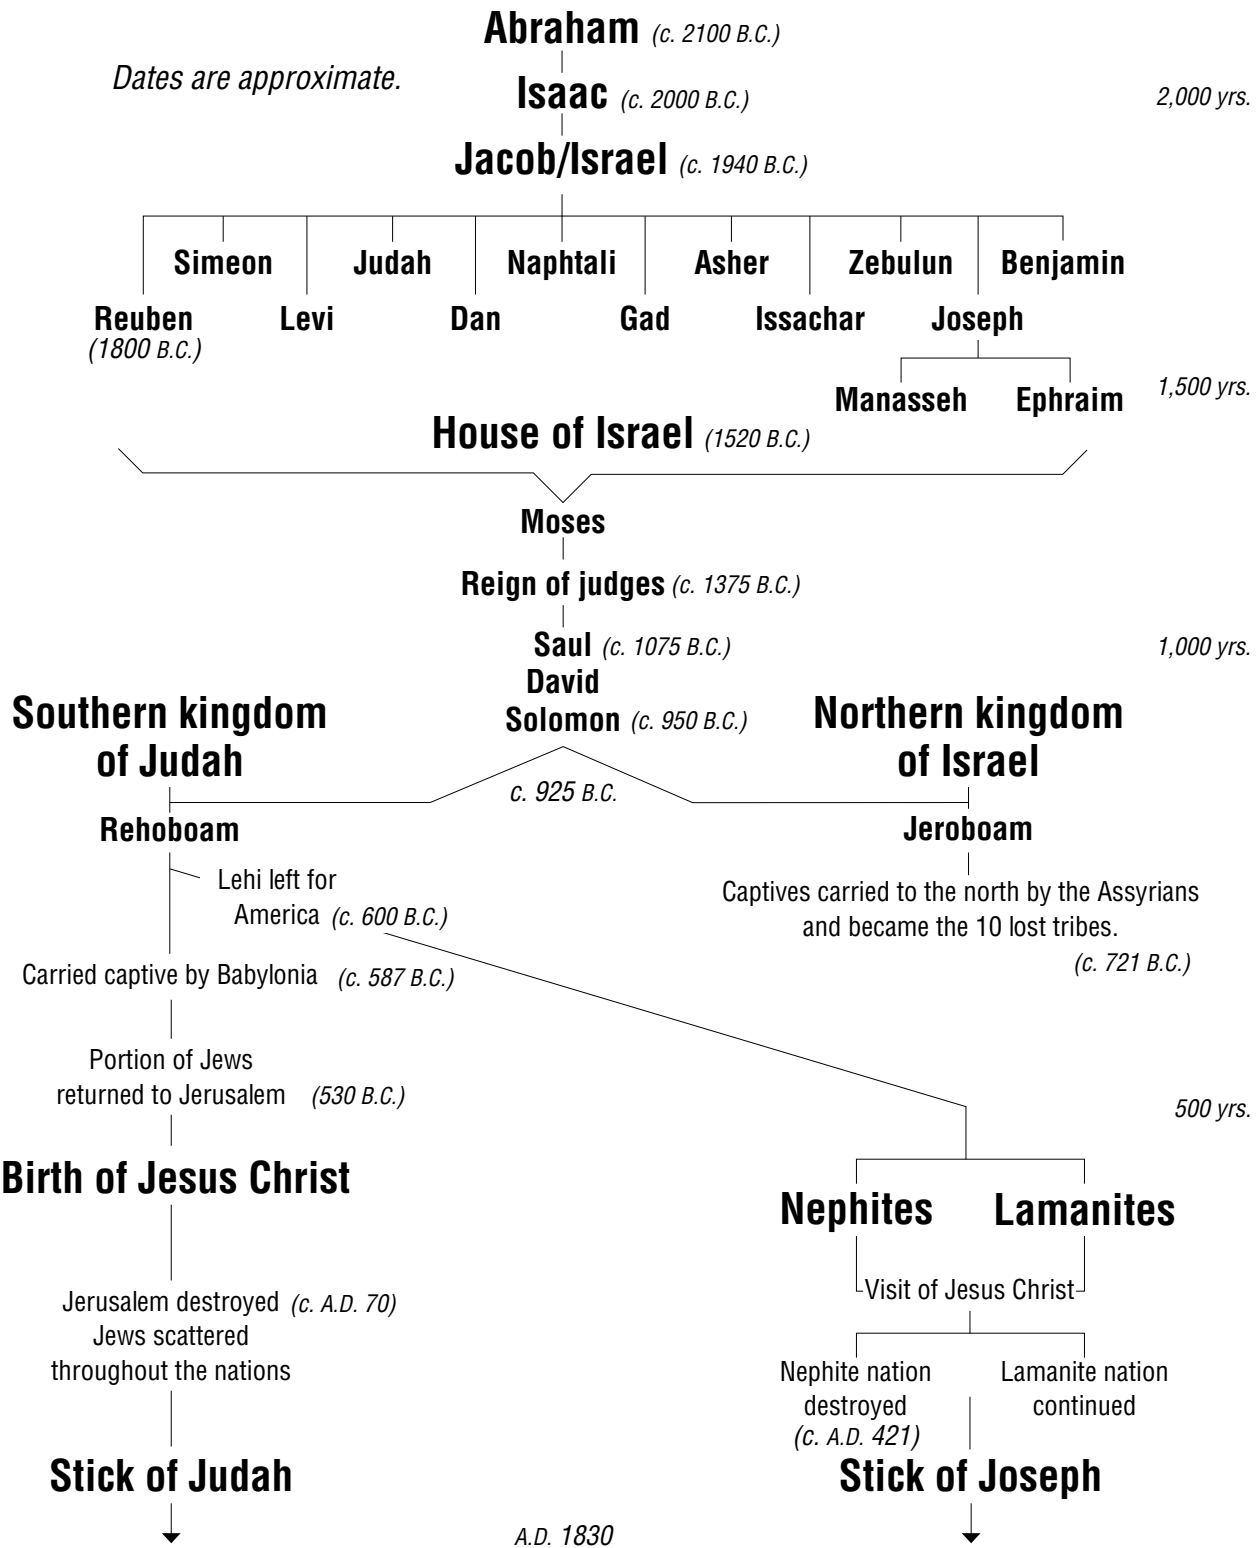 Abraham (c. 2100 B.C.)
Dates are approximate.
Isaac (c. 2000 B.C.)
2,000 yrs.
Jacob/Israel (c. 1940 B.C.)
Simeon Judah Naphtali Asher Zebulun Benjamin
Reuben Levi Dan Gad Issachar Joseph
(1800 B.C.)
Manasseh Ephraim
1,500 yrs.
House of Israel (1520 B.C.)
Moses
Reign of judges (c. 1375 B.C.)
Saul (c. 1075 B.C.)
1,000 yrs.
David
Solomon (c. 950 B.C.)
Southern kingdom
of Judah
Northern kingdom
of Israel
c. 925 B.C.
Rehoboam
Jeroboam
Lehi left for
America (c. 600 B.C.)
Captives carried to the north by the Assyrians
and became the 10 lost tribes.
(c. 721 B.C.)
Carried captive by Babylonia (c. 587 B.C.)
Portion of Jews
returned to Jerusalem (530 B.C.)
500 yrs.
Birth of Jesus Christ
Nephites Lamanites
Visit of Jesus Christ
Jerusalem destroyed (c. A.D. 70)
Jews scattered
throughout the nations
Nephite nation
destroyed
(c. A.D. 421)
Lamanite nation
continued
Stick of Judah
Stick of Joseph
A.D. 1830